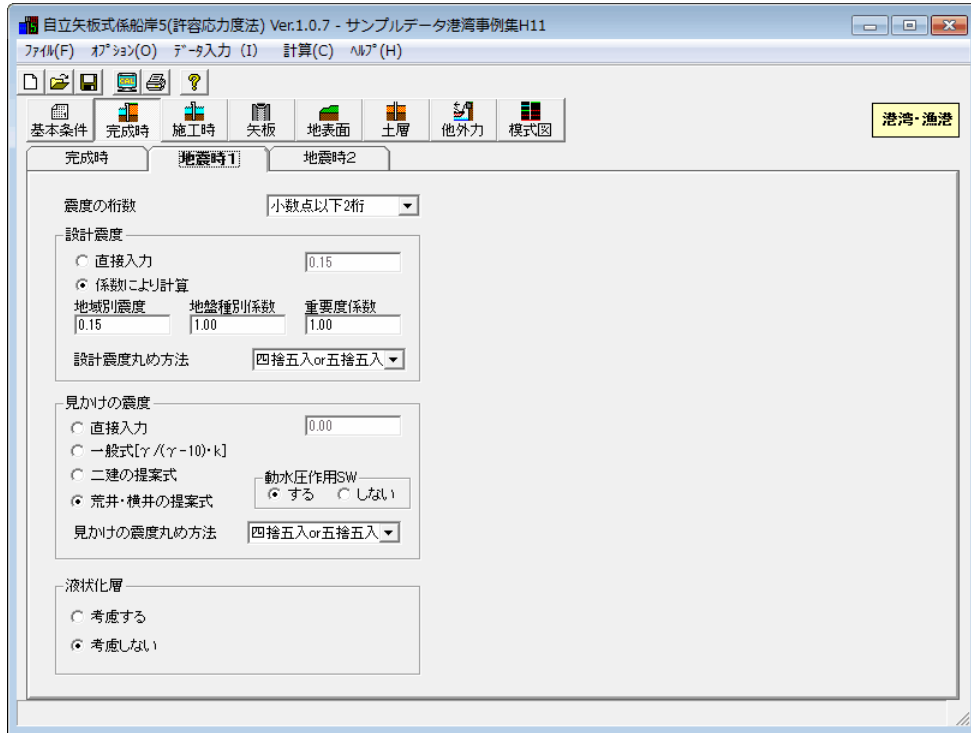 自立矢板式係船岸5(許容応力度法) Ver.1.0.7 - サンプルデータ港湾事例集H11
ファイル(F) オプション(O) データ入力 (I) 計算(C) ヘルプ(H)
基本条件 完成時 施工時 矢板 地表面 土層 他外力 模式図 港湾・漁港
完成時 地震時1 地震時2
震度の桁数 小数点以下2桁
設計震度
直接入力 0.15
係数により計算
地域別震度 地盤種別係数 重要度係数
0.15 1.00 1.00
設計震度丸め方法 四捨五入or五捨五入
見かけの震度
直接入力 0.00
一般式[γ/(γ-10)・k]
二建の提案式 動水圧作用SW
荒井・横井の提案式 する しない
見かけの震度丸め方法 四捨五入or五捨五入
液状化層
考慮する
考慮しない